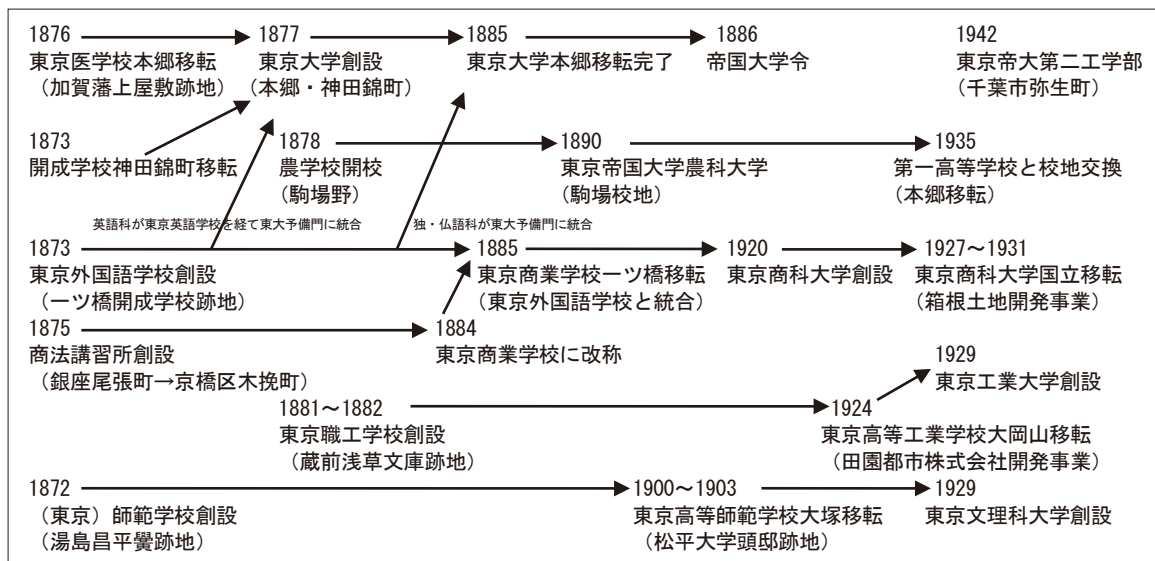 1876
東京医学校本郷移転
(加賀藩上屋敷跡地)
1877
東京大学創設
(本郷・神田錦町)
1885
東京大学本郷移転完了
1886
帝国大学令
1942
東京帝大第二工学部
(千葉市弥生町)
1873
開成学校神田錦町移転
1878
農学校開校
(駒場野)
1890
東京帝国大学農科大学
(駒場校地)
1935
第一高等学校と校地交換
(本郷移転)
英語科が東京英語学校を経て東大予備門に統合
独・仏語科が東大予備門に統合
1873
東京外国語学校創設
(一ツ橋開成学校跡地)
1885
東京商業学校一ツ橋移転
(東京外国語学校と統合)
1920
東京商科大学創設
1927〜1931
東京商科大学国立移転
(箱根土地開発事業)
1875
商法講習所創設
(銀座尾張町→京橋区木挽町)
1884
東京商業学校に改称
1929
東京工業大学創設
1881〜1882
東京職工学校創設
(蔵前浅草文庫跡地)
1924
東京高等工業学校大岡山移転
(田園都市株式会社開発事業)
1872
(東京)師範学校創設
(湯島昌平黌跡地)
1900〜1903
東京高等師範学校大塚移転
(松平大学頭邸跡地)
1929
東京文理科大学創設